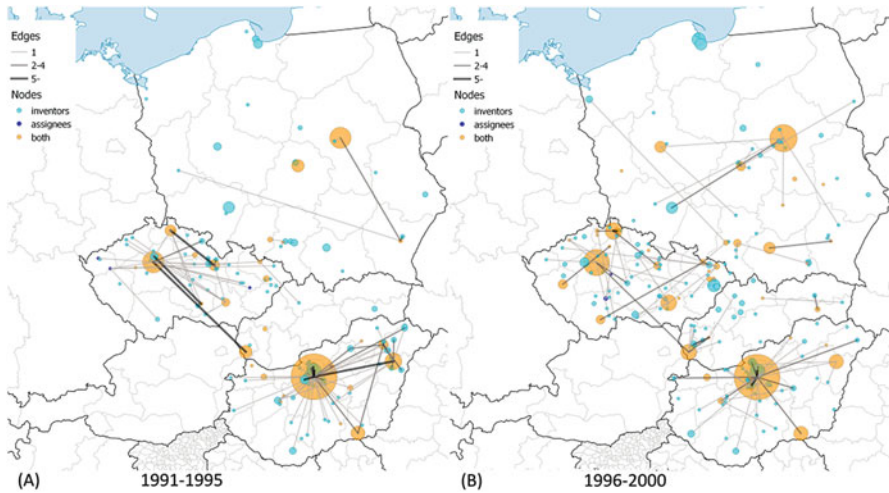 Edges
1
2-4
5-
Nodes
inventors
assignees
both
(A) 1991-1995
Edges
1
2-4
5-
Nodes
inventors
assignees
both
(B) 1996-2000